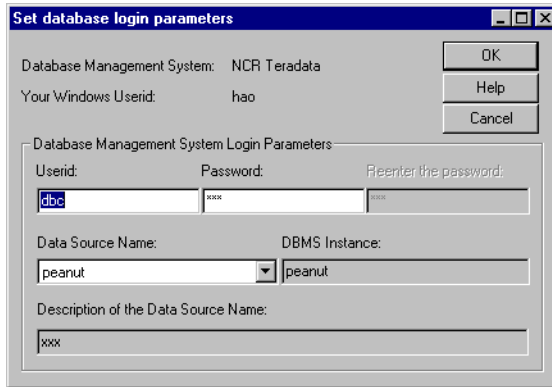 Set database login parameters
Database Management System: NCR Teradata
OK
Your Windows Userid: hao
Help
Cancel
Database Management System Login Parameters
Userid: Password: Reenter the password:
dbc xxx xxx
Data Source Name: DBMS Instance:
peanut peanut
Description of the Data Source Name:
xxx